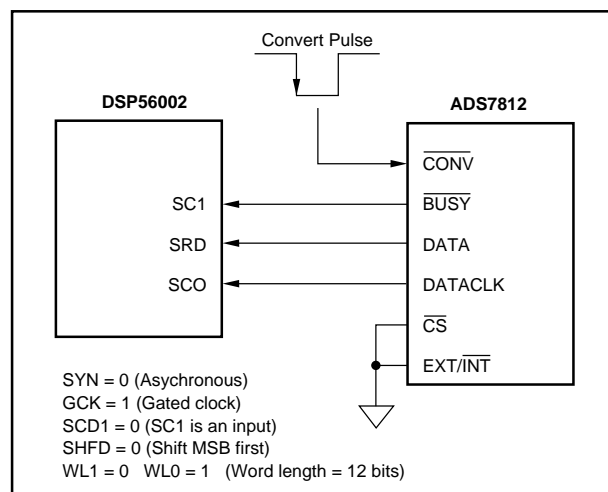 Convert Pulse
DSP56002
ADS7812
CONV
SC1
BUSY
SRD
DATA
SCO
DATACLK
CS
EXT/INT
SYN = 0 (Asychronous)
GCK = 1 (Gated clock)
SCD1 = 0 (SC1 is an input)
SHFD = 0 (Shift MSB first)
WL1 = 0 WL0 = 1 (Word length = 12 bits)